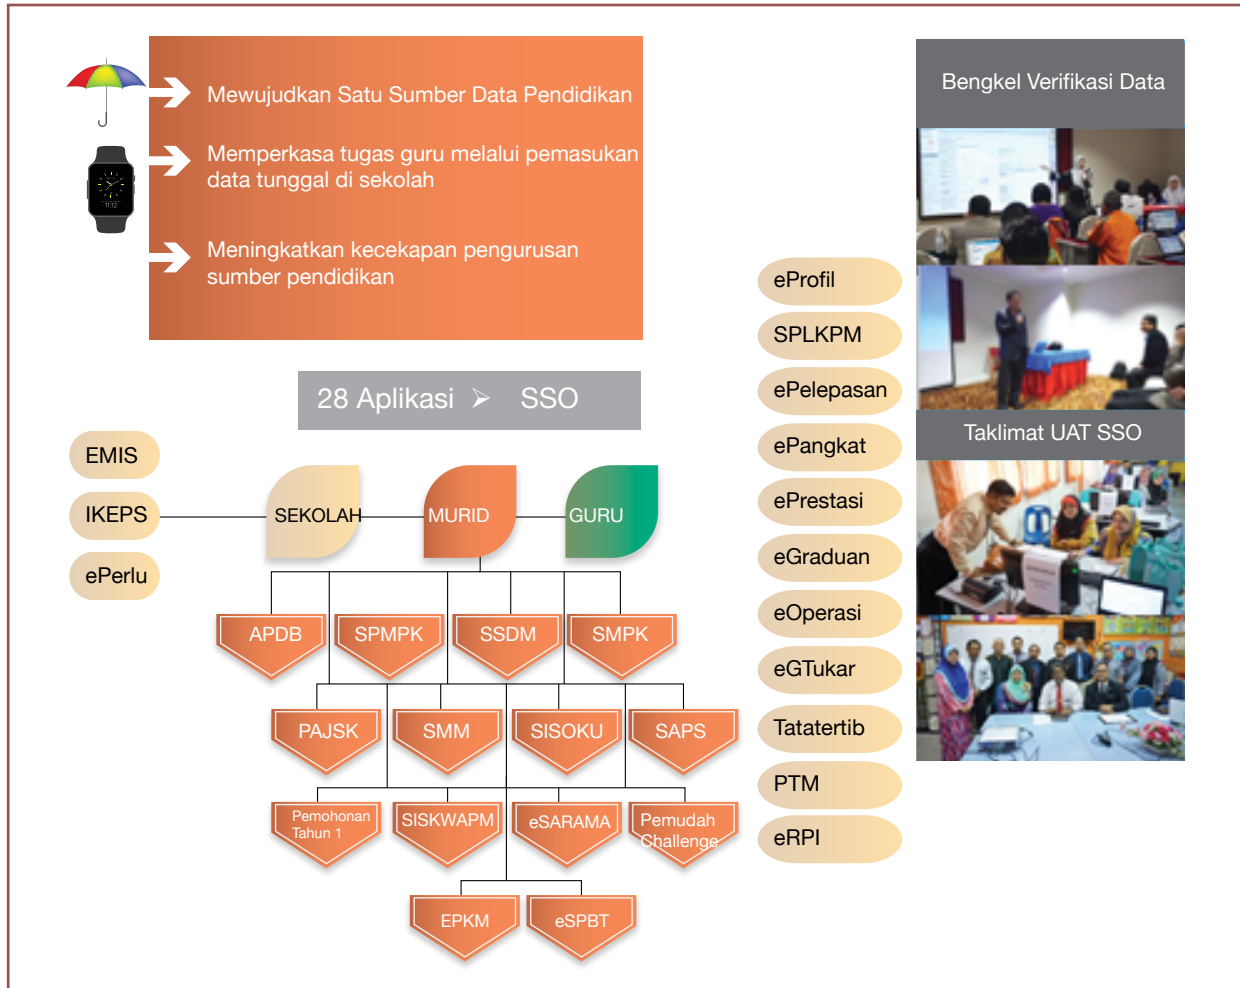 Mewujudkan Satu Sumber Data Pendidikan
Memperkasa tugas guru melalui pemasukan
data tunggal di sekolah
Meningkatkan kecekapan pengurusan
sumber pendidikan
11:12
28 Aplikasi ➢ SSO
EMIS
IKEPS
ePerlu
SEKOLAH
MURID
GURU
APDB
SPMPK
SSDM
SMPK
PAJSK
SMM
SISOKU
SAPS
Pemohonan
Tahun 1
SISKWAPM
eSARAMA
Pemudah
Challenge
EPKM
eSPBT
eProfil
SPLKPM
ePelepasan
ePangkat
ePrestasi
eGraduan
eOperasi
eGTukar
Tatatertib
PTM
eRPI
Bengkel Verifikasi Data
Taklimat UAT SSO